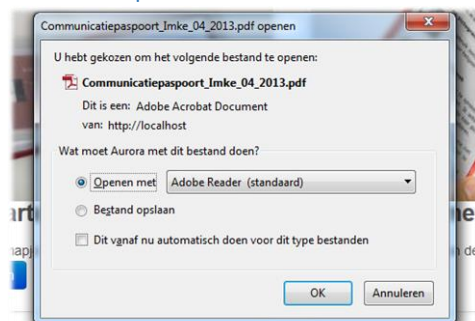 Communicatiepaspoort_Imke_04_2013.pdf openen
U hebt gekozen om het volgende bestand te openen:
Communicatiepaspoort_Imke_04_2013.pdf
Dit is een: Adobe Acrobat Document
van: http://localhost
Wat moet Aurora met dit bestand doen?
Openen met Adobe Reader (standaard)
Bestand opslaan
Dit vanaf nu automatisch doen voor dit type bestanden
OK Annuleren